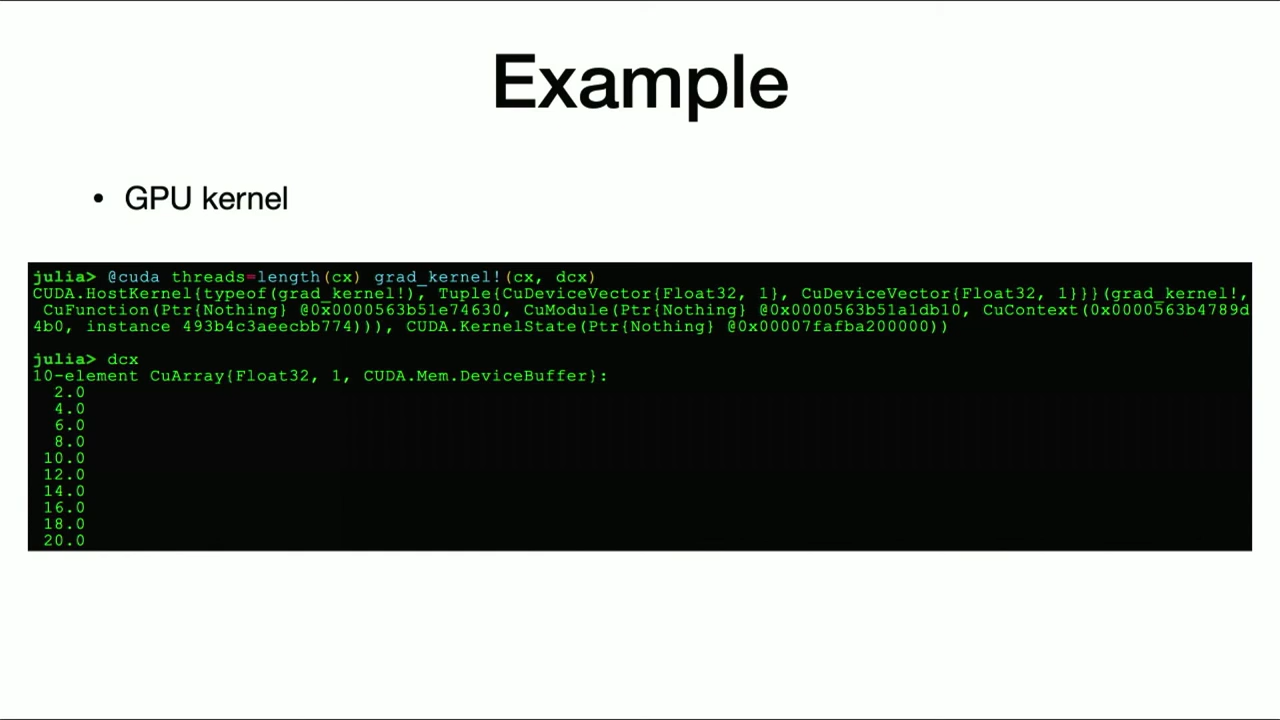 Example
• GPU kernel
julia> @cuda threads=length(cx) grad_kernel!(cx, dcx)
CUDA.HostKernel{typeof(grad_kernel!), Tuple{CuDeviceVector{Float32, 1}, CuDeviceVector{Float32, 1}}}(grad_kernel!,
CuFunction(Ptr{Nothing} @0x0000563b51e74630, CuModule(Ptr{Nothing} @0x0000563b51a1db10, CuContext(0x0000563b4789d
4b0, instance 493b4c3aeecbb774))), CUDA.KernelState(Ptr{Nothing} @0x00007fafba200000))
julia> dcx
10-element CuArray{Float32, 1, CUDA.Mem.DeviceBuffer}:
2.0
4.0
6.0
8.0
10.0
12.0
14.0
16.0
18.0
20.0